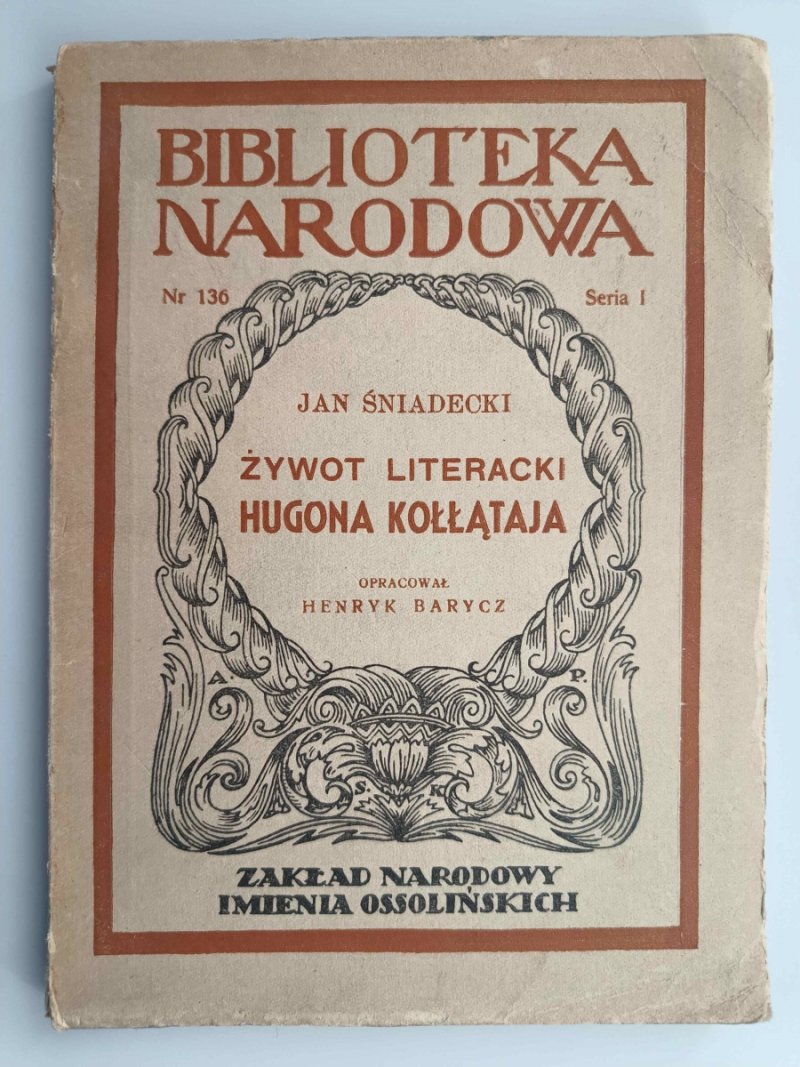 BIBLIOTEKA
NARODOWA
Nr 136 Seria I
JAN ŚNIADECKI
ŻYWOT LITERACKI
HUGONA KOŁŁĄTAJA
OPRACOWAŁ
HENRYK BARYCZ
A. P.
S. K.
ZAKŁAD NARODOWY
IMIENIA OSSOLIŃSKICH